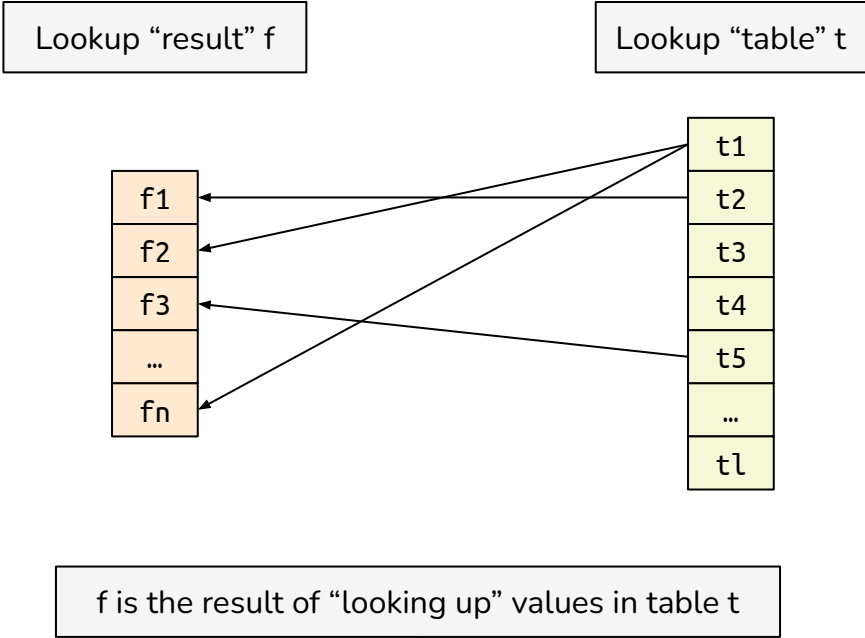 Lookup “result” f
Lookup “table” t
f1
f2
f3
…
fn
t1
t2
t3
t4
t5
…
tl
f is the result of “looking up” values in table t